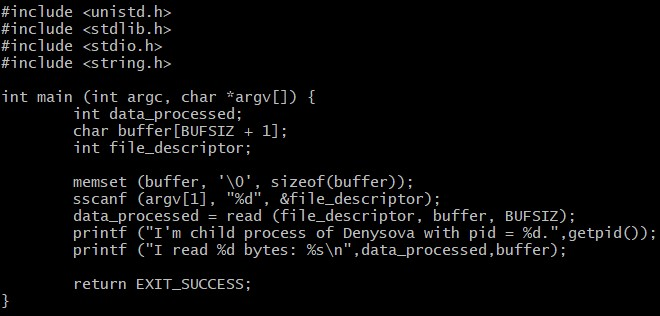 #include <unistd.h>
#include <stdlib.h>
#include <stdio.h>
#include <string.h>
int main (int argc, char *argv[]) {
int data_processed;
char buffer[BUFSIZ + 1];
int file_descriptor;
memset (buffer, '\0', sizeof(buffer));
sscanf (argv[1], "%d", &file_descriptor);
data_processed = read (file_descriptor, buffer, BUFSIZ);
printf ("I'm child process of Denysova with pid = %d.",getpid());
printf ("I read %d bytes: %s\n",data_processed,buffer);
return EXIT_SUCCESS;
}